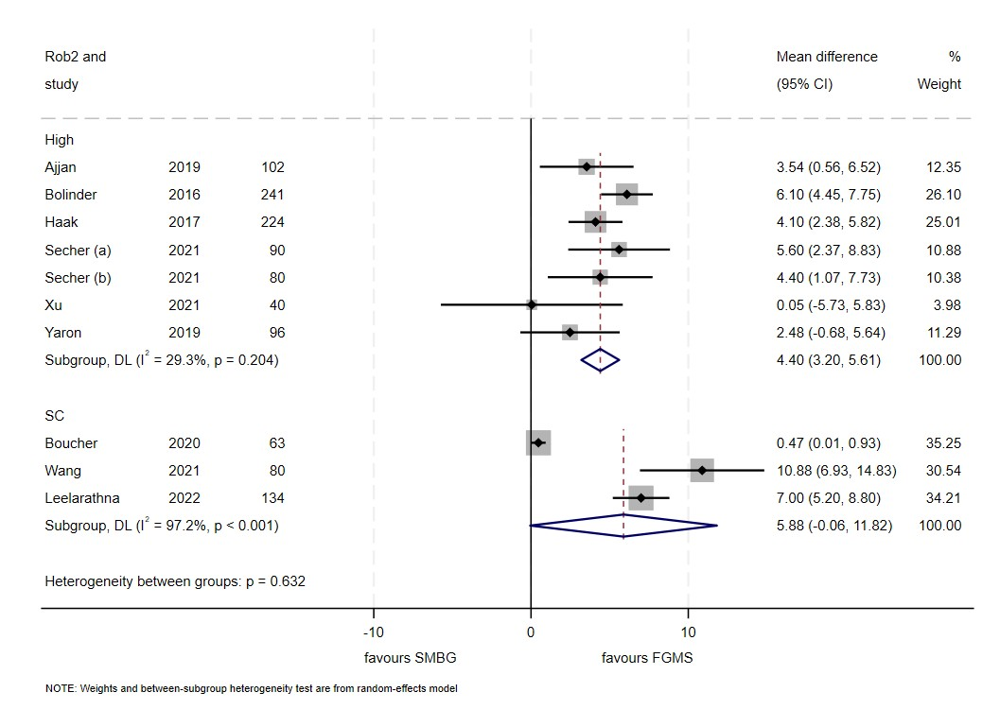 Rob2 and Mean difference %
study (95% CI) Weight
High
Ajjan 2019 102 3.54 (0.56, 6.52) 12.35
Bolinder 2016 241 6.10 (4.45, 7.75) 26.10
Haak 2017 224 4.10 (2.38, 5.82) 25.01
Secher (a) 2021 90 5.60 (2.37, 8.83) 10.88
Secher (b) 2021 80 4.40 (1.07, 7.73) 10.38
Xu 2021 40 0.05 (-5.73, 5.83) 3.98
Yaron 2019 96 2.48 (-0.68, 5.64) 11.29
Subgroup, DL (I² = 29.3%, p = 0.204) 4.40 (3.20, 5.61) 100.00
SC
Boucher 2020 63 0.47 (0.01, 0.93) 35.25
Wang 2021 80 10.88 (6.93, 14.83) 30.54
Leelarathna 2022 134 7.00 (5.20, 8.80) 34.21
Subgroup, DL (I² = 97.2%, p < 0.001) 5.88 (-0.06, 11.82) 100.00
Heterogeneity between groups: p = 0.632
-10 0 10
favours SMBG favours FGMS
NOTE: Weights and between-subgroup heterogeneity test are from random-effects model